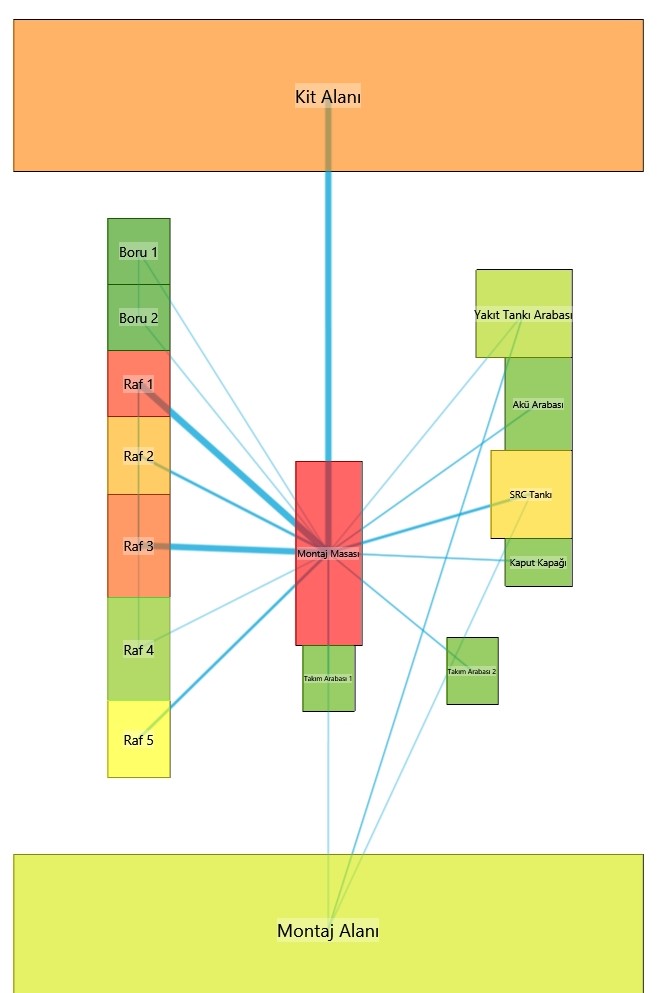 Kit Alanı
Boru 1
Boru 2
Raf 1
Raf 2
Raf 3
Raf 4
Raf 5
Montaj Masası
Takım Arabası 1
Yakıt Tankı Arabası
Akü Arabası
SRC Tankı
Kaput Kapağı
Takım Arabası 2
Montaj Alanı